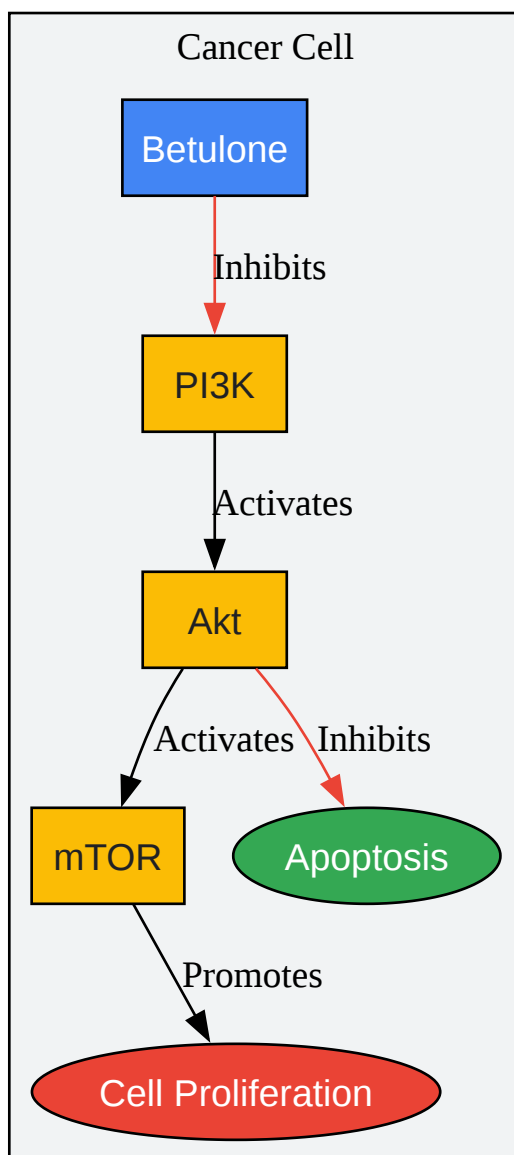 Cancer Cell
Betulone
Inhibits
PI3K
Activates
Akt
Activates
Inhibits
mTOR
Apoptosis
Promotes
Cell Proliferation